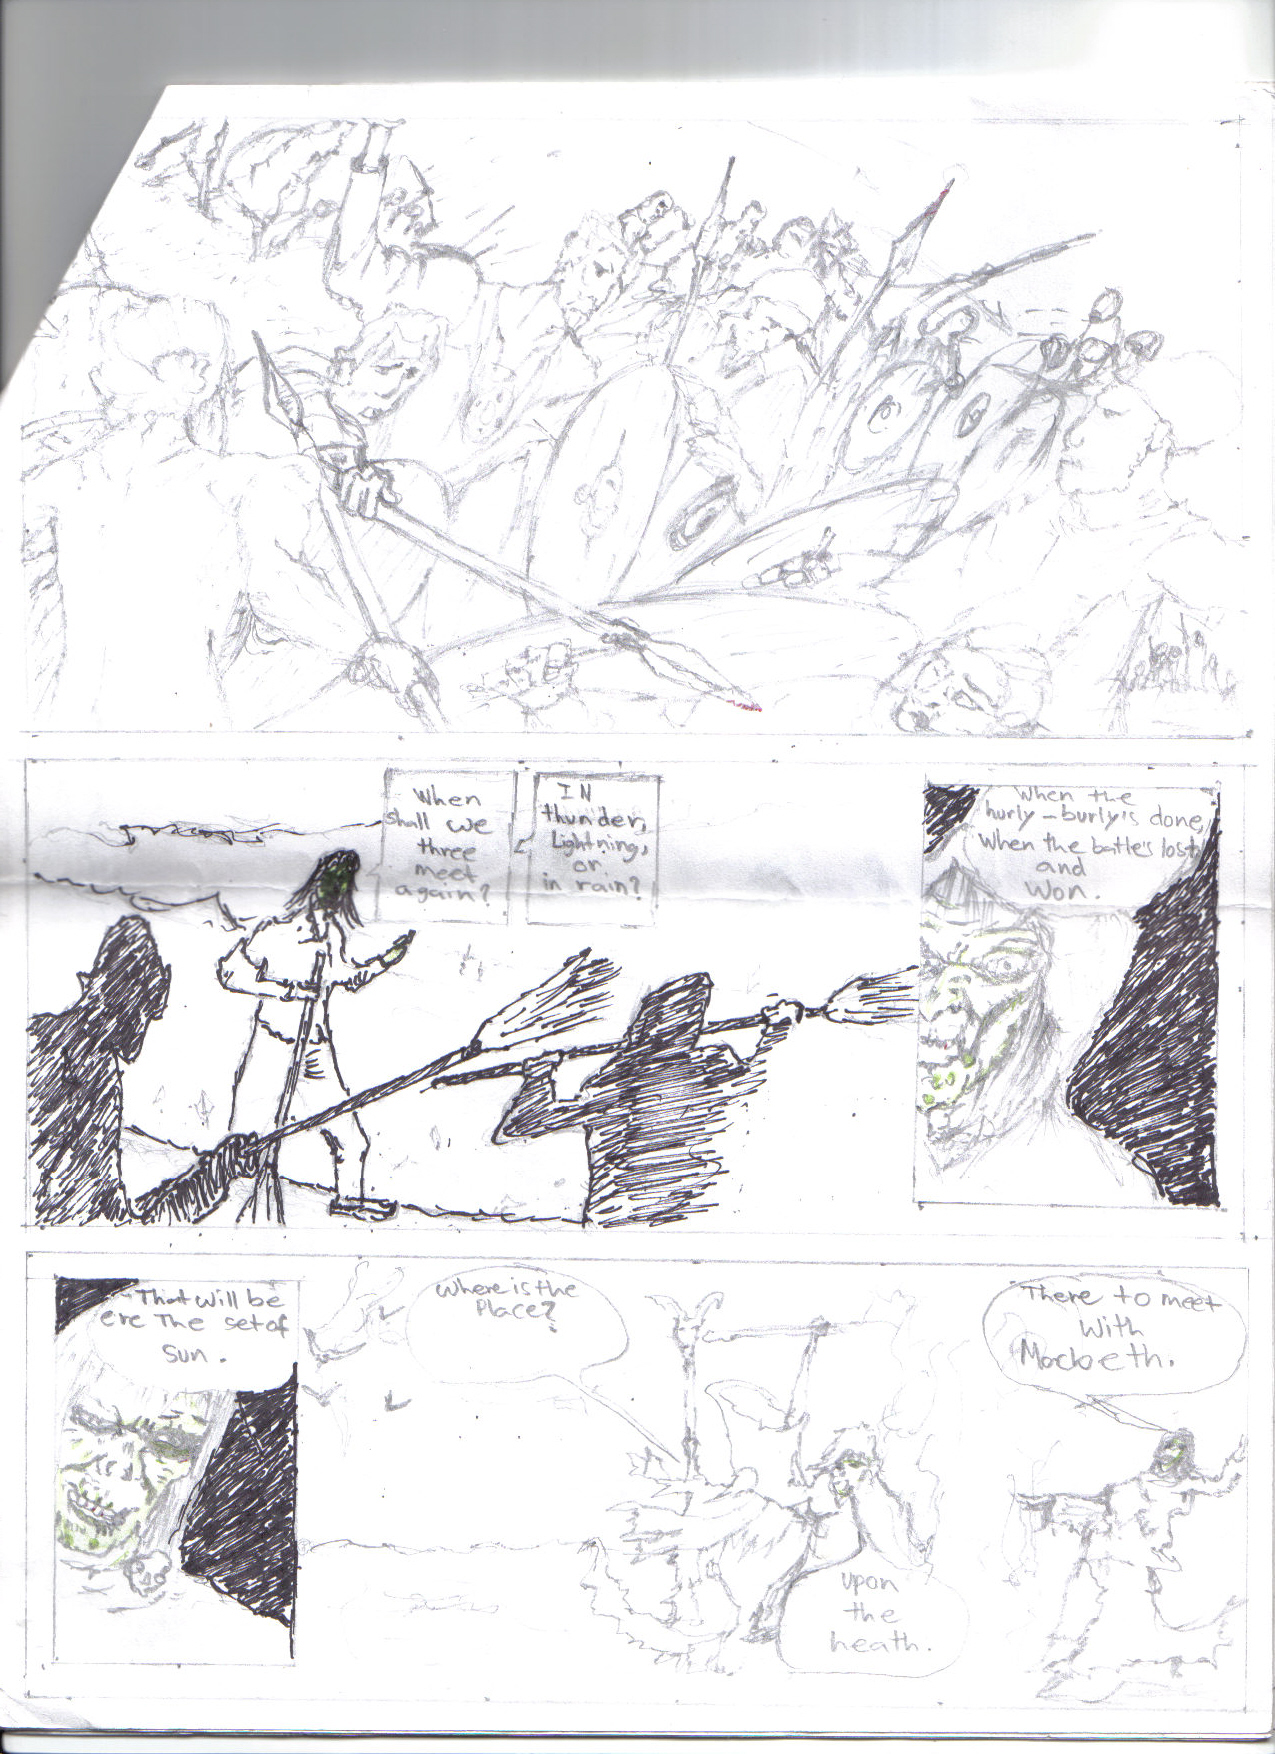 When
shall we
three
meet
again?
IN
thunder,
Lightning,
or
in rain?
When the
hurly-burly's done,
When the battle's lost
and
Won.
That will be
ere The set of
Sun.
Where is the
Place?
upon
the
heath.
There to meet
With
Macbeth.